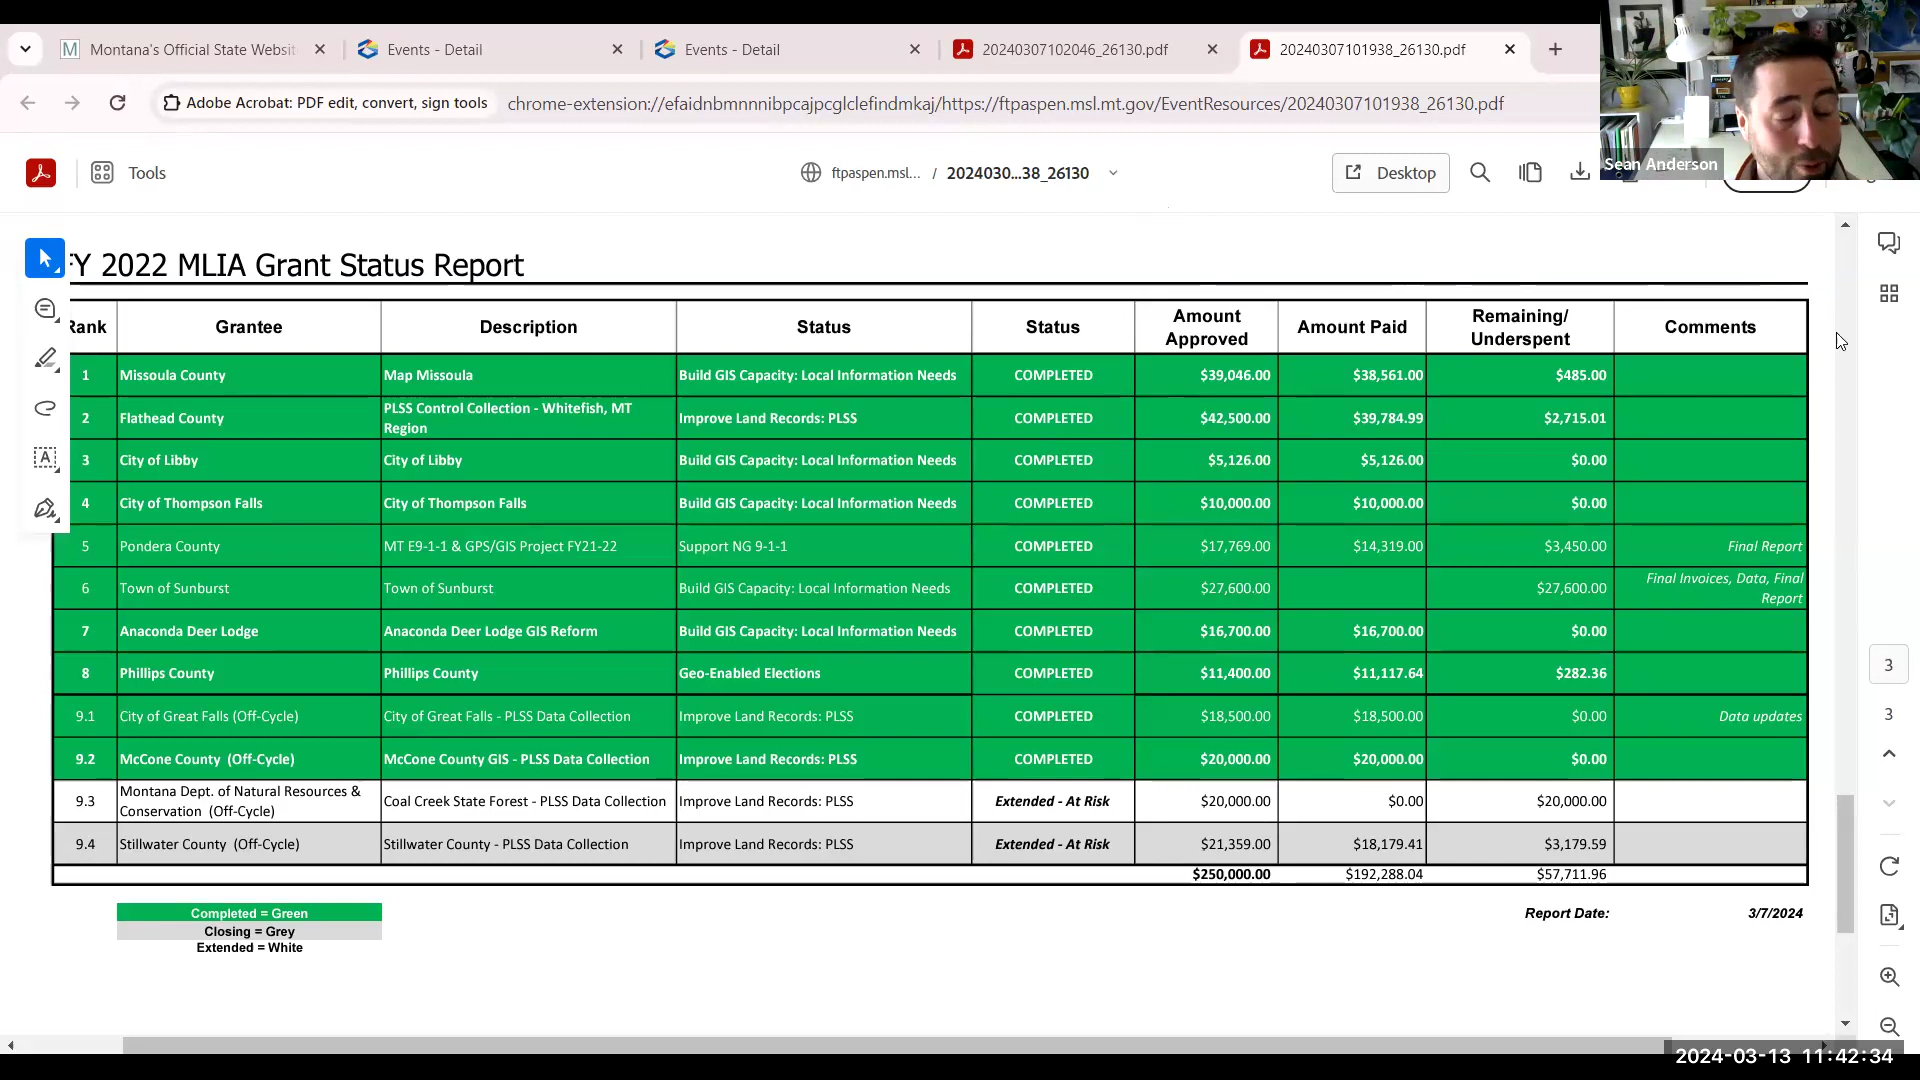 Montana's Official State Websit
Events - Detail
Events - Detail
20240307102046_26130.pdf
20240307101938_26130.pdf
Adobe Acrobat: PDF edit, convert, sign tools
chrome-extension://efaidnbmnnnibpcajpcglclefindmkaj/https://ftpaspen.msl.mt.gov/EventResources/20240307101938_26130.pdf
Sean Anderson
Tools
ftpaspen.msl... / 2024030...38_26130
Desktop
FY 2022 MLIA Grant Status Report
Rank Grantee Description Status Status Amount Approved Amount Paid Remaining/ Underspent Comments
1 Missoula County Map Missoula Build GIS Capacity: Local Information Needs COMPLETED $39,046.00 $38,561.00 $485.00
2 Flathead County PLSS Control Collection - Whitefish, MT Region Improve Land Records: PLSS COMPLETED $42,500.00 $39,784.99 $2,715.01
3 City of Libby City of Libby Build GIS Capacity: Local Information Needs COMPLETED $5,126.00 $5,126.00 $0.00
4 City of Thompson Falls City of Thompson Falls Build GIS Capacity: Local Information Needs COMPLETED $10,000.00 $10,000.00 $0.00
5 Pondera County MT E9-1-1 & GPS/GIS Project FY21-22 Support NG 9-1-1 COMPLETED $17,769.00 $14,319.00 $3,450.00 Final Report
6 Town of Sunburst Town of Sunburst Build GIS Capacity: Local Information Needs COMPLETED $27,600.00 $27,600.00 Final Invoices, Data, Final Report
7 Anaconda Deer Lodge Anaconda Deer Lodge GIS Reform Build GIS Capacity: Local Information Needs COMPLETED $16,700.00 $16,700.00 $0.00
8 Phillips County Phillips County Geo-Enabled Elections COMPLETED $11,400.00 $11,117.64 $282.36
9.1 City of Great Falls (Off-Cycle) City of Great Falls - PLSS Data Collection Improve Land Records: PLSS COMPLETED $18,500.00 $18,500.00 $0.00 Data updates
9.2 McCone County (Off-Cycle) McCone County GIS - PLSS Data Collection Improve Land Records: PLSS COMPLETED $20,000.00 $20,000.00 $0.00
9.3 Montana Dept. of Natural Resources & Conservation (Off-Cycle) Coal Creek State Forest - PLSS Data Collection Improve Land Records: PLSS Extended - At Risk $20,000.00 $0.00 $20,000.00
9.4 Stillwater County (Off-Cycle) Stillwater County - PLSS Data Collection Improve Land Records: PLSS Extended - At Risk $21,359.00 $18,179.41 $3,179.59
$250,000.00 $192,288.04 $57,711.96
Completed = Green
Closing = Grey
Extended = White
Report Date: 3/7/2024
3
3
2024-03-13 11:42:34